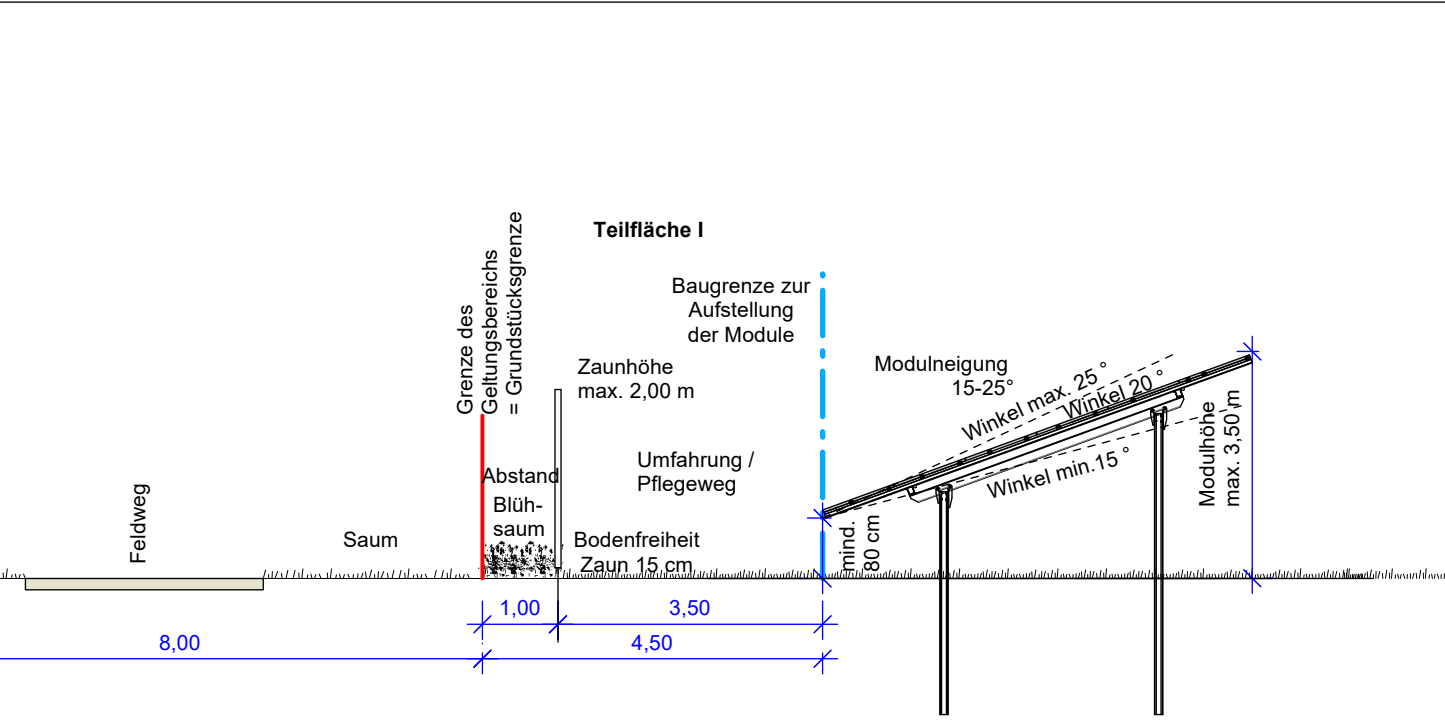 Teilfläche I
Grenze des
Geltungsbereichs
= Grundstücksgrenze
Baugrenze zur
Aufstellung
der Module
Zaunhöhe
max. 2,00 m
Modulneigung
15-25°
Winkel max. 25 °
Winkel 20 °
Winkel min.15 °
Modulhöhe
max. 3,50 m
Abstand
Blüh-
saum
Umfahrung /
Pflegeweg
Feldweg
Saum
Bodenfreiheit
Zaun 15 cm
mind.
80 cm
1,00
3,50
8,00
4,50